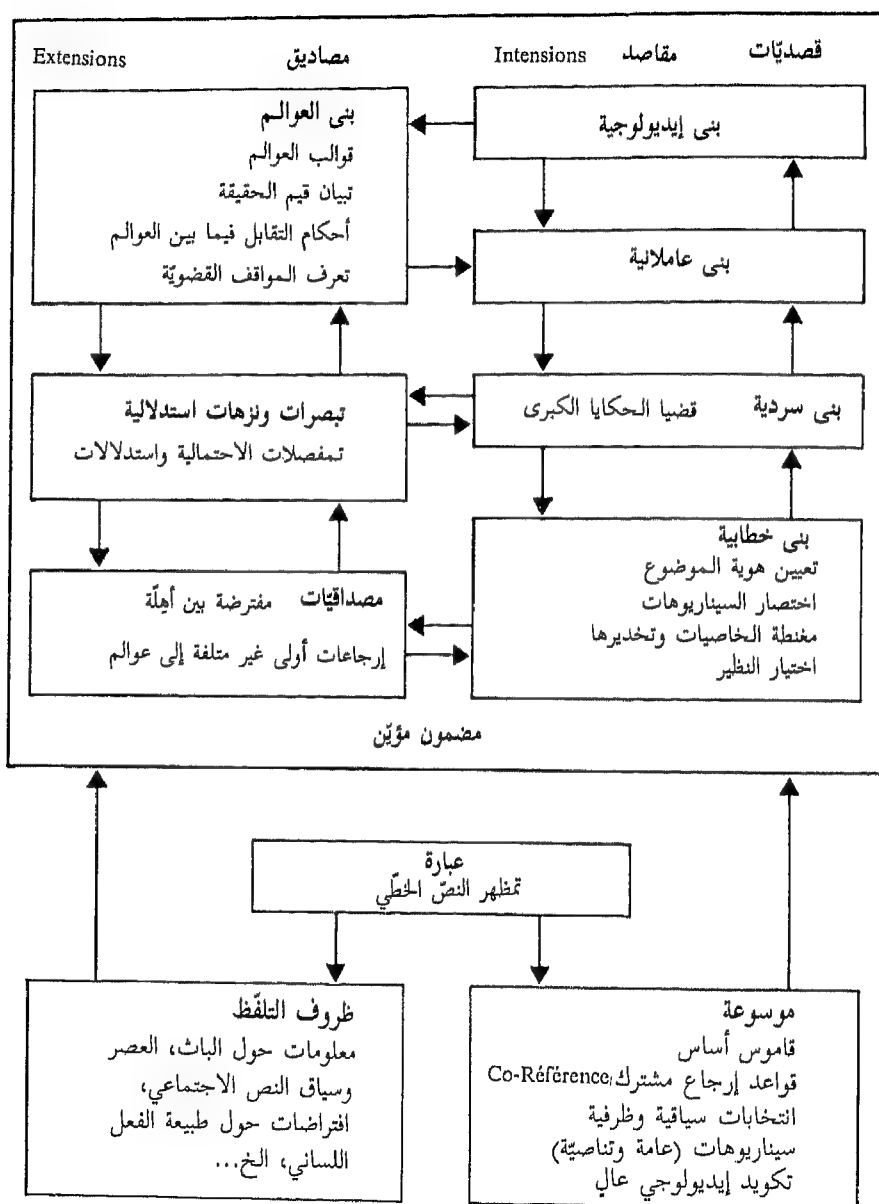 قصديّات مقاصد Intensions مصاديق Extensions
بنى إيديولوجية
بنى العوالم
قوالب العوالم
تبيان قيم الحقيقة
أحكام التقابل فيما بين العوالم
تعرف المواقف القضويّة
بنى عاملانية
بنى سردية قضيا الحكايا الكبرى
تبصرات ونزهات استدلالية
تمفصلات الاحتمالية واستدلالات
بنى خطابية
تعيين هوية الموضوع
اختصار السيناريوهات
مغنطة الخاصيات وتخديرها
اختيار النظير
مصداقيّات مفترضة بين أهِلّة
إرجاعات أولى غير متلفة إلى عوالم
مضمون مؤيّن
عبارة
تمظهر النصّ الخطّي
موسوعة
قاموس أساس
قواعد إرجاع مشترك Co-Référence
انتخابات سياقية وظرفية
سيناريوهات (عامة وتناصيّة)
تكويد إيديولوجي عالٍ
ظروف التلفّظ
معلومات حول الباث، العصر
وسياق النص الاجتماعي،
افتراضات حول طبيعة الفعل
اللساني، الخ...